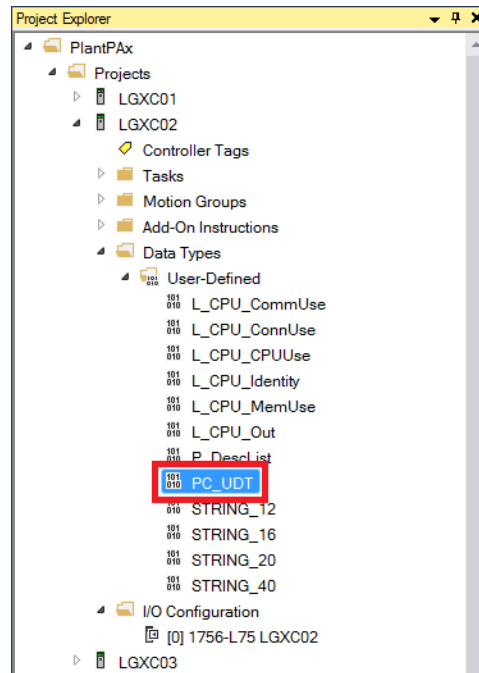 Project Explorer
PlantPAx
Projects
LGXC01
LGXC02
Controller Tags
Tasks
Motion Groups
Add-On Instructions
Data Types
User-Defined
L_CPU_CommUse
L_CPU_ConnUse
L_CPU_CPUUse
L_CPU_Identity
L_CPU_MemUse
L_CPU_Out
P_DescList
PC_UDT
STRING_12
STRING_16
STRING_20
STRING_40
I/O Configuration
[0] 1756-L75 LGXC02
LGXC03